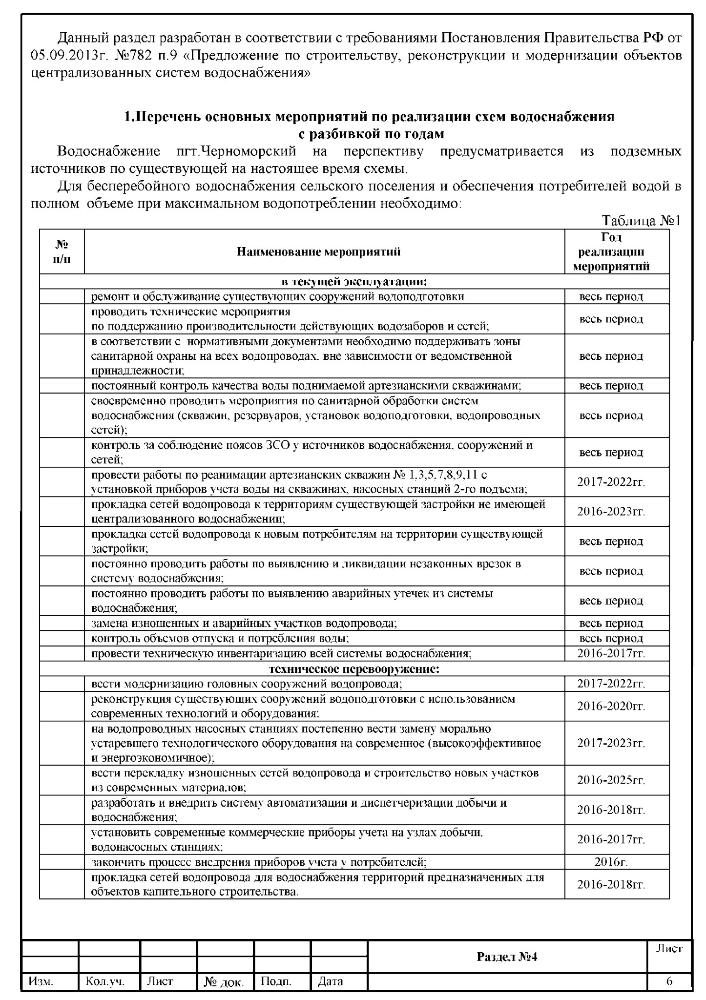 Данный раздел разработан в соответствии с требованиями Постановления Правительства РФ от
05.09.2013г. №782 п.9 «Предложение по строительству, реконструкции и модернизации объектов
централизованных систем водоснабжения»
1.Перечень основных мероприятий по реализации схем водоснабжения
с разбивкой по годам
Водоснабжение пгт.Черноморский на перспективу предусматривается из подземных
источников по существующей на настоящее время схемы.
Для бесперебойного водоснабжения сельского поселения и обеспечения потребителей водой в
полном объеме при максимальном водопотреблении необходимо:
Таблица №1
№
п/п
Наименование мероприятий
Год
реализации
мероприятий
в текущей эксплуатации:
ремонт и обслуживание существующих сооружений водоподготовки
весь период
проводить технические мероприятия
по поддержанию производительности действующих водозаборов и сетей;
весь период
в соответствии с нормативными документами необходимо поддерживать зоны
санитарной охраны на всех водопроводах, вне зависимости от ведомственной
принадлежности;
весь период
постоянный контроль качества воды поднимаемой артезианскими скважинами;
весь период
своевременно проводить мероприятия по санитарной обработки систем
водоснабжения (скважин, резервуаров, установок водоподготовки, водопроводных
сетей);
весь период
контроль за соблюдение поясов ЗСО у источников водоснабжения, сооружений и
сетей;
весь период
провести работы по реанимации артезианских скважин № 1,3,5,7,8,9,11 с
установкой приборов учета воды на скважинах, насосных станций 2-го подъема;
2017-2022гг.
прокладка сетей водопровода к территориям существующей застройки не имеющей
централизованного водоснабжении;
2016-2023гг.
прокладка сетей водопровода к новым потребителям на территории существующей
застройки;
весь период
постоянно проводить работы по выявлению и ликвидации незаконных врезок в
систему водоснабжения;
весь период
постоянно проводить работы по выявлению аварийных утечек из системы
водоснабжения;
весь период
замена изношенных и аварийных участков водопровода;
весь период
контроль объемов отпуска и потребления воды;
весь период
провести техническую инвентаризацию всей системы водоснабжения;
2016-2017гг.
техническое перевооружение:
вести модернизацию головных сооружений водопровода;
2017-2022гг.
реконструкция существующих сооружений водоподготовки с использованием
современных технологий и оборудования;
2016-2020гг.
на водопроводных насосных станциях постепенно вести замену морально
устаревшего технологического оборудования на современное (высокоэффективное
и энергоэкономичное);
2017-2023гг.
вести перекладку изношенных сетей водопровода и строительство новых участков
из современных материалов;
2016-2025гг.
разработать и внедрить систему автоматизации и диспетчеризации добычи и
водоснабжения;
2016-2018гг.
установить современные коммерческие приборы учета на узлах добычи,
водонасосных станциях;
2016-2017гг.
закончить процесс внедрения приборов учета у потребителей;
2016г.
прокладка сетей водопровода для водоснабжения территорий предназначенных для
объектов капительного строительства.
2016-2018гг.
Раздел №4
Лист
Изм.
Кол.уч.
Лист
№ док.
Подп.
Дата
6